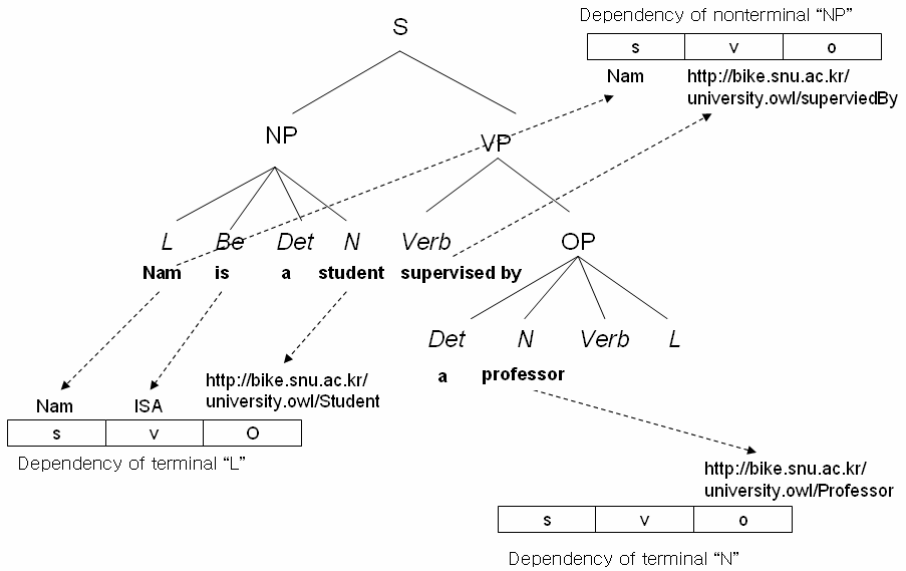 S
Dependency of nonterminal “NP”
s v o
Nam http://bike.snu.ac.kr/
university.owl/superviedBy
NP VP
L Be Det N Verb OP
Nam is a student supervised by
Det N Verb L
a professor
http://bike.snu.ac.kr/
university.owl/Student
Nam ISA
s v O
Dependency of terminal “L”
http://bike.snu.ac.kr/
university.owl/Professor
s v o
Dependency of terminal “N”